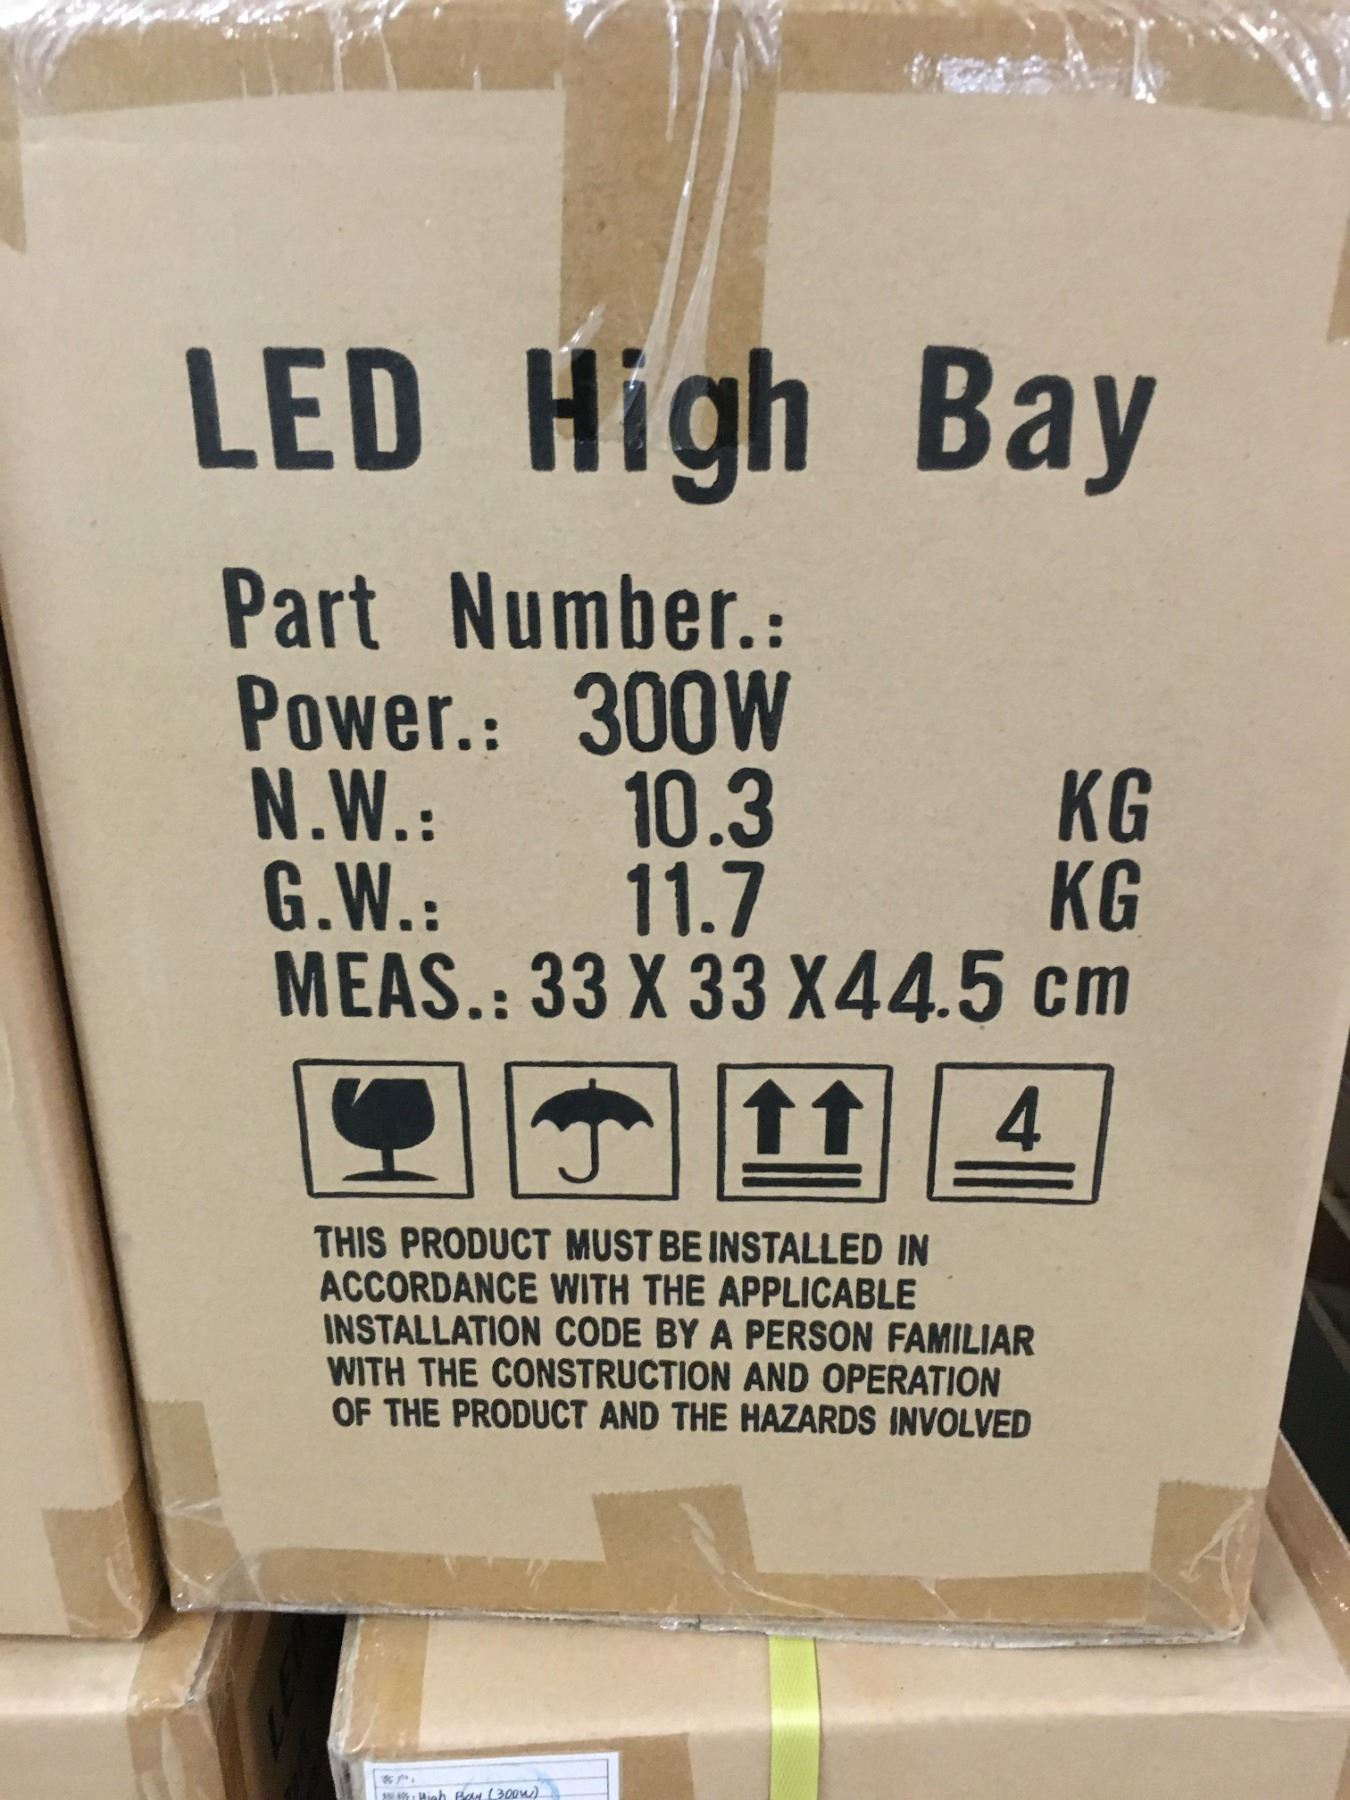 LED High Bay
Part Number.:
Power.: 300W
N.W.: 10.3 KG
G.W.: 11.7 KG
MEAS.: 33 X 33 X44.5 cm
4
THIS PRODUCT MUST BE INSTALLED IN
ACCORDANCE WITH THE APPLICABLE
INSTALLATION CODE BY A PERSON FAMILIAR
WITH THE CONSTRUCTION AND OPERATION
OF THE PRODUCT AND THE HAZARDS INVOLVED
客户:
High Bay (300W)